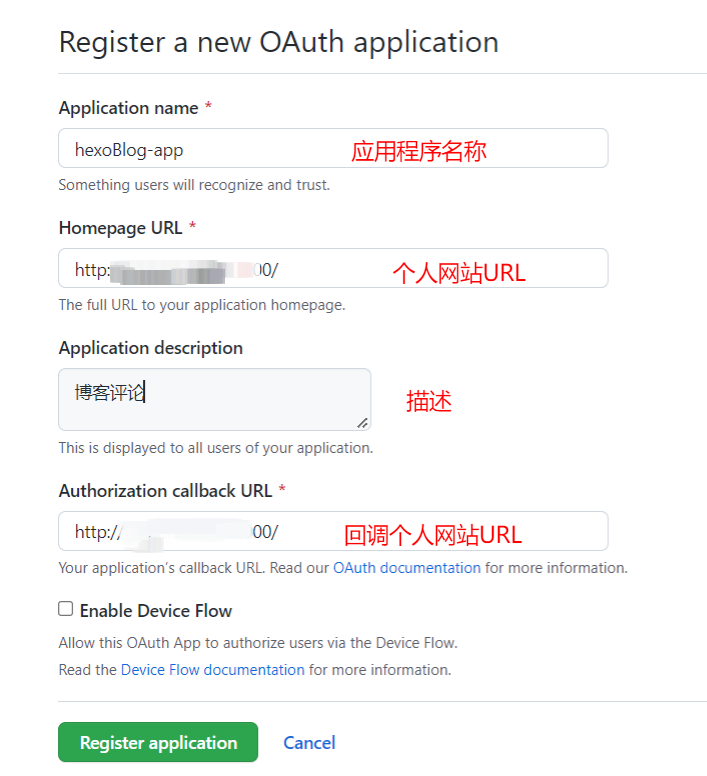 Register a new OAuth application
Application name *
hexoBlog-app 应用程序名称
Something users will recognize and trust.
Homepage URL *
http: 00/ 个人网站URL
The full URL to your application homepage.
Application description
博客评论 描述
This is displayed to all users of your application.
Authorization callback URL *
http:// 00/ 回调个人网站URL
Your application's callback URL. Read our OAuth documentation for more information.
Enable Device Flow
Allow this OAuth App to authorize users via the Device Flow.
Read the Device Flow documentation for more information.
Register application Cancel